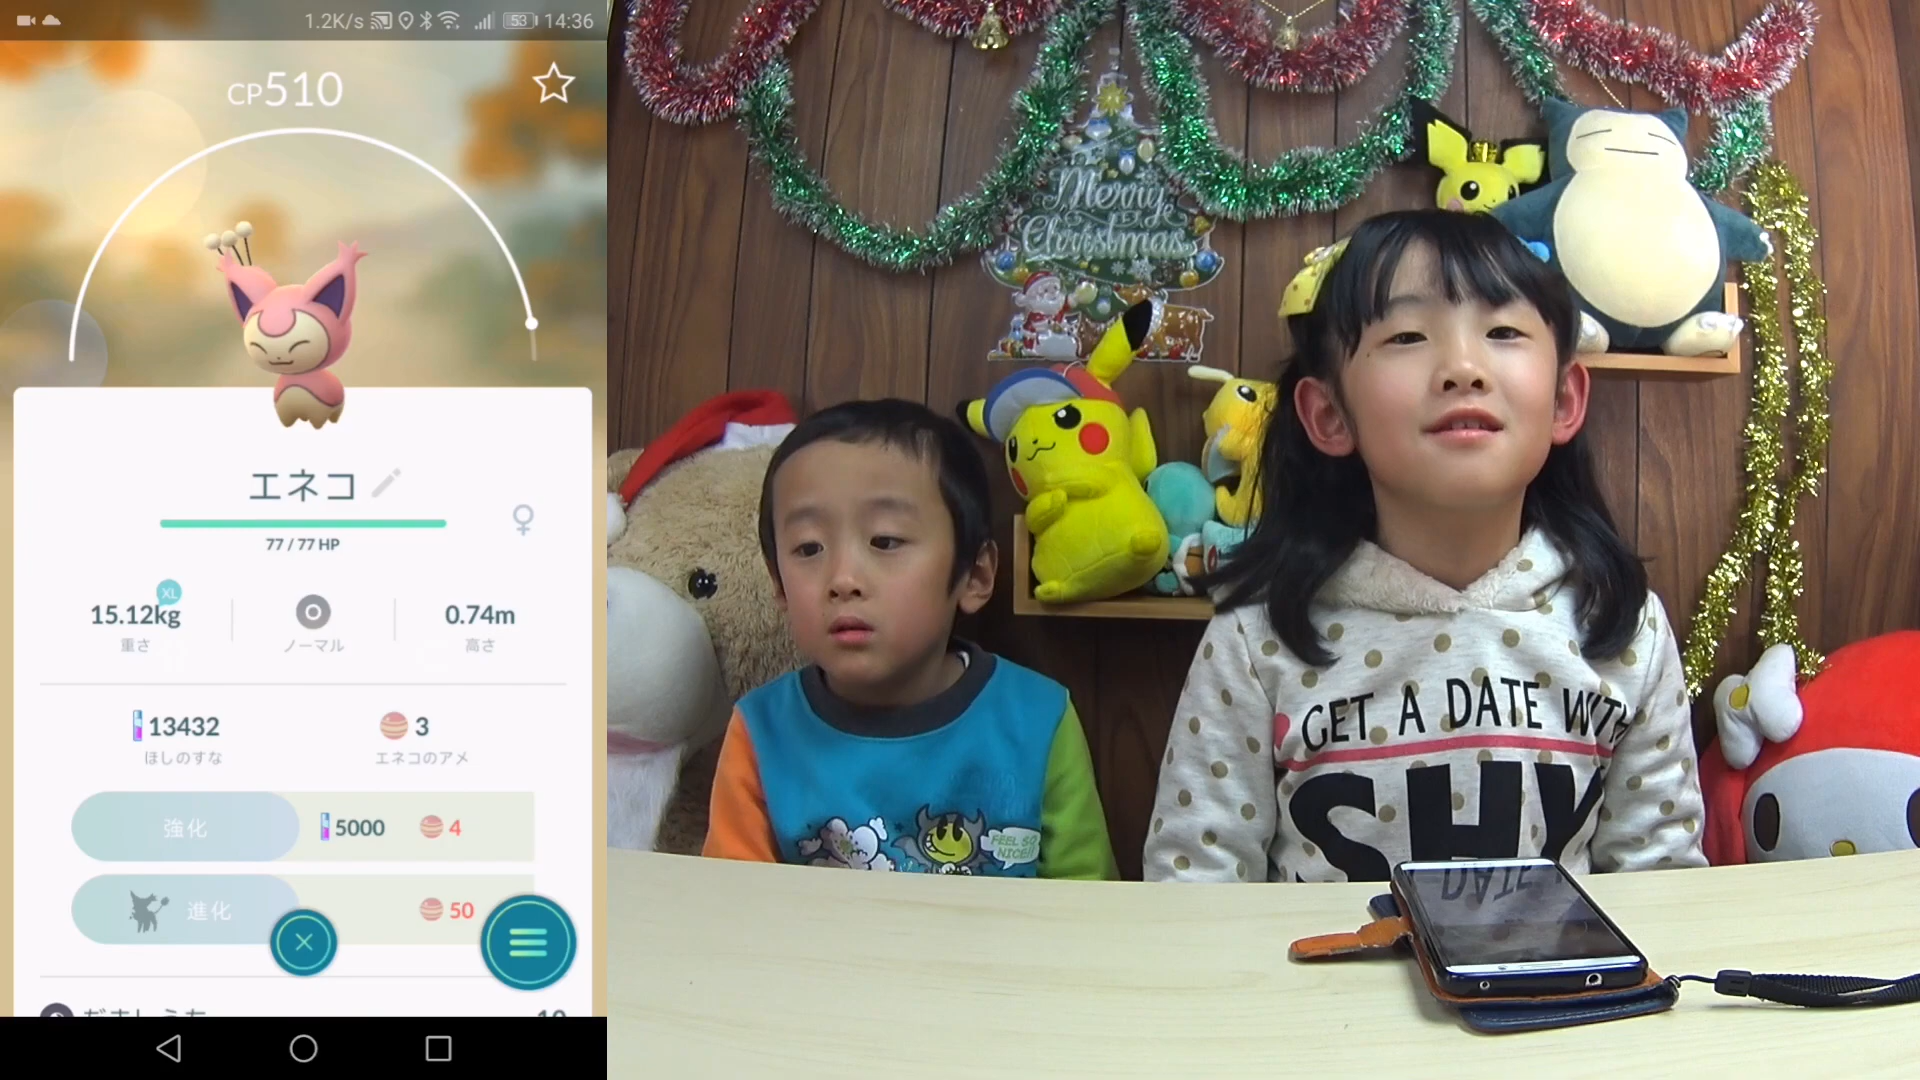 1.2K/s 53 14:36
CP510
エネコ
77 / 77 HP
XL
15.12kg
0.74m
重さ
ノーマル
高さ
13432
3
ほしのすな
エネコのアメ
強化
5000
4
進化
50
Merry
Christmas
GET A DATE WITH
SHY
FEEL SO
NICE!!